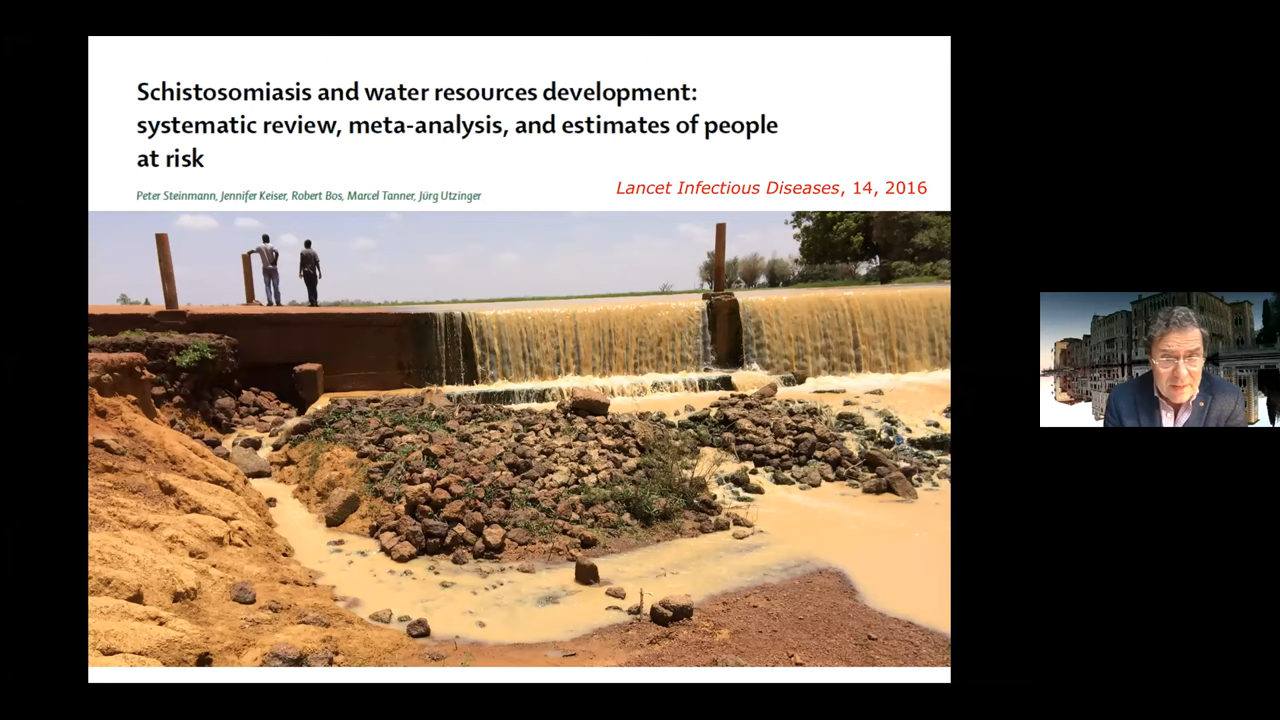 Schistosomiasis and water resources development:
systematic review, meta-analysis, and estimates of people
at risk
Peter Steinmann, Jennifer Keiser, Robert Bos, Marcel Tanner, Jürg Utzinger
Lancet Infectious Diseases, 14, 2016